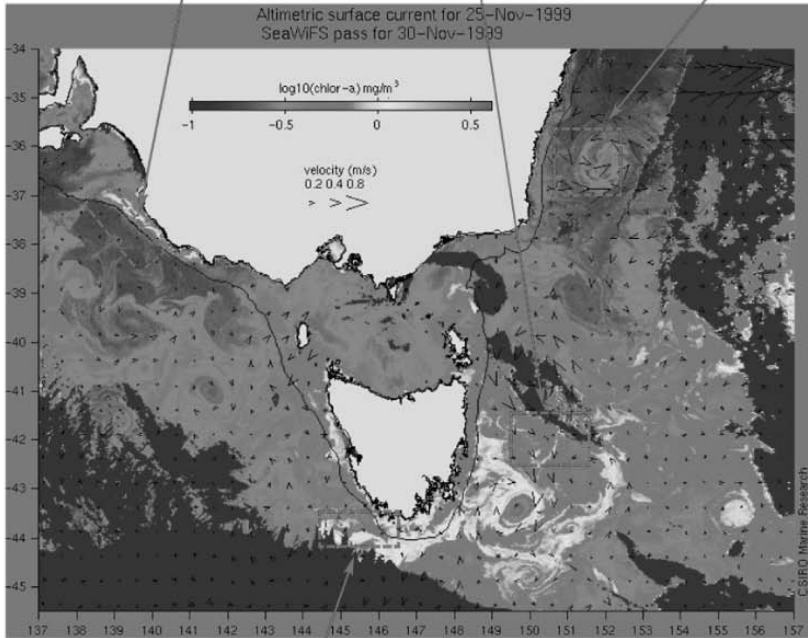 Altimetric surface current for 25-Nov-1999
SeaWiFS pass for 30-Nov-1999
log10(chlor-a) mg/m³
-1 -0.5 0 0.5
velocity (m/s)
0.2 0.4 0.8
-34
-35
-36
-37
-38
-39
-40
-41
-42
-43
-44
-45
137 138 139 140 141 142 143 144 145 146 147 148 149 150 151 152 153 154 155 156 157
CSIRO Marine Research